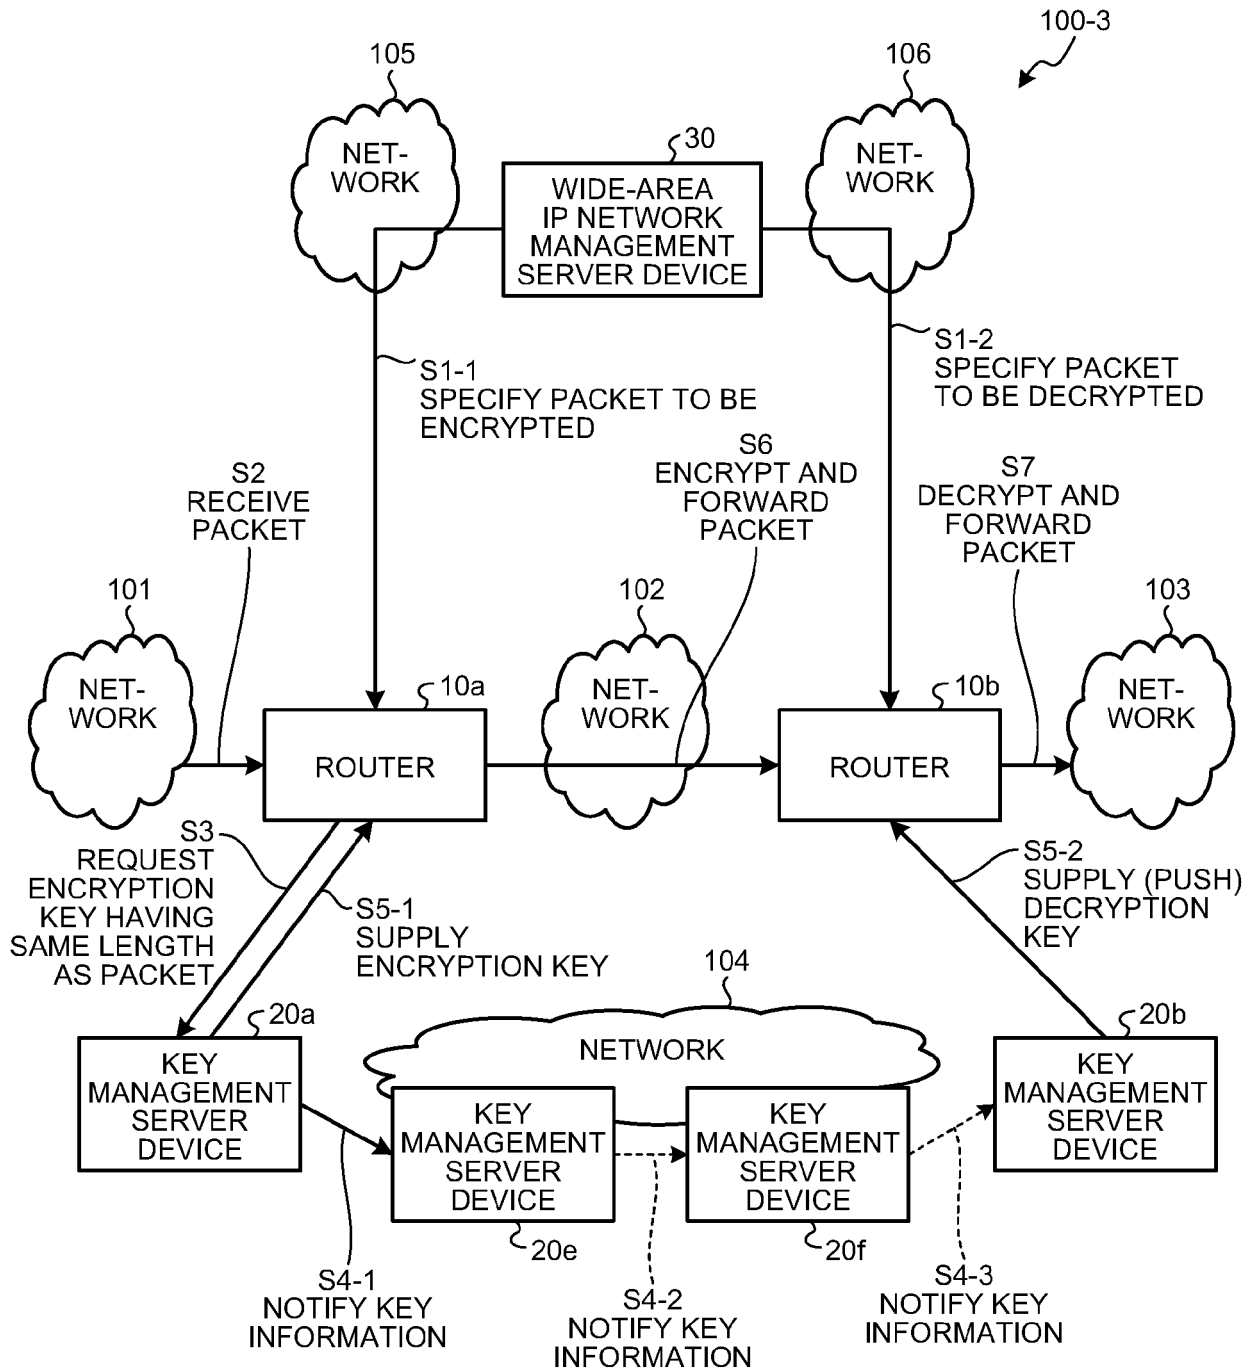 100-3
105
106
NET-
WORK
30
WIDE-AREA
IP NETWORK
MANAGEMENT
SERVER DEVICE
NET-
WORK
S1-1
SPECIFY PACKET TO BE
ENCRYPTED
S1-2
SPECIFY PACKET
TO BE DECRYPTED
S2
RECEIVE
PACKET
S6
ENCRYPT AND
FORWARD
PACKET
S7
DECRYPT AND
FORWARD
PACKET
101
NET-
WORK
10a
ROUTER
102
NET-
WORK
10b
ROUTER
103
NET-
WORK
S3
REQUEST
ENCRYPTION
KEY HAVING
SAME LENGTH
AS PACKET
S5-1
SUPPLY
ENCRYPTION KEY
S5-2
SUPPLY (PUSH)
DECRYPTION
KEY
104
NETWORK
20a
KEY
MANAGEMENT
SERVER
DEVICE
KEY
MANAGEMENT
SERVER
DEVICE
20e
KEY
MANAGEMENT
SERVER
DEVICE
20f
20b
KEY
MANAGEMENT
SERVER
DEVICE
S4-1
NOTIFY KEY
INFORMATION
S4-2
NOTIFY KEY
INFORMATION
S4-3
NOTIFY KEY
INFORMATION